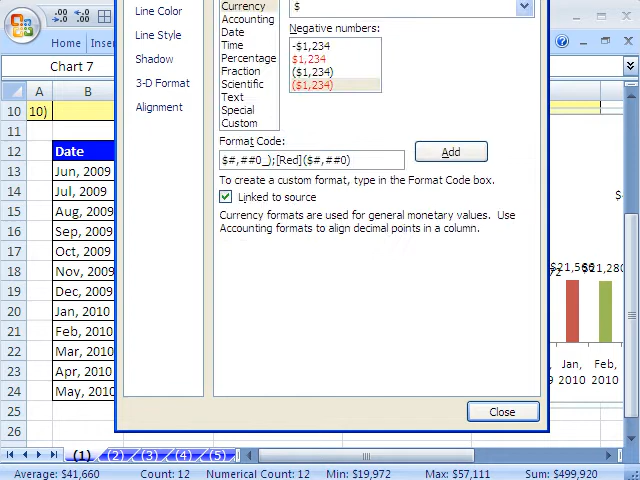 Line Color
Line Style
Shadow
3-D Format
Alignment
Currency
Accounting
Date
Time
Percentage
Fraction
Scientific
Text
Special
Custom
$
Negative numbers:
-$1,234
$1,234
($1,234)
($1,234)
Format Code:
$#,##0_);[Red]($#,##0)
Add
To create a custom format, type in the Format Code box.
Linked to source
Currency formats are used for general monetary values. Use
Accounting formats to align decimal points in a column.
Close
Home
Inser
Chart 7
A
B
10
10)
11
12
Date
13
Jun, 2009
14
Jul, 2009
15
Aug, 2009
16
Sep, 2009
17
Oct, 2009
18
Nov, 2009
19
Dec, 2009
20
Jan, 2010
21
Feb, 2010
22
Mar, 2010
23
Apr, 2010
24
May, 2010
25
26
$21,280
Jan,
2010
Feb,
2010
(1)
(2)
(3)
(4)
(5)
Average: $41,660
Count: 12
Numerical Count: 12
Min: $19,972
Max: $57,111
Sum: $499,920